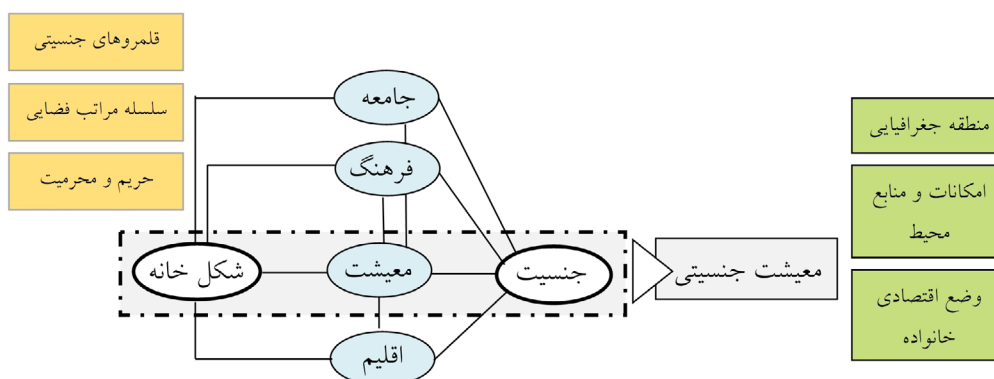 قلمروهای جنسیتی
سلسله مراتب فضایی
حریم و محرمیت
جامعه
فرهنگ
معیشت
اقلیم
شکل خانه
جنسیت
معیشت جنسیتی
منطقه جغرافیایی
امکانات و منابع
محیط
وضع اقتصادی
خانواده